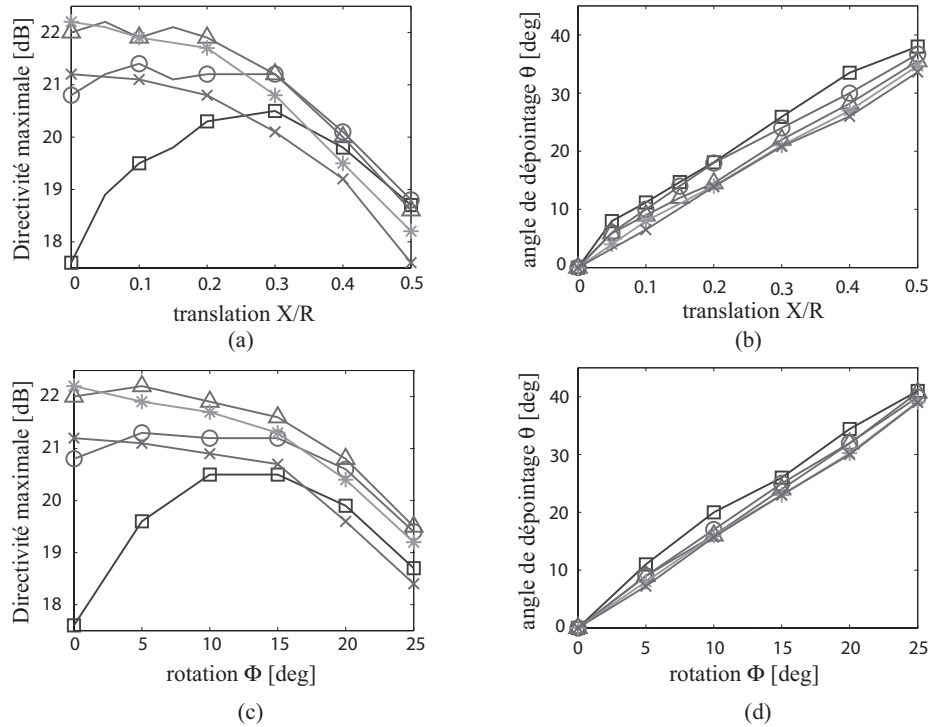 Directivité maximale [dB]
22
21
20
19
18
0 0.1 0.2 0.3 0.4 0.5
translation X/R
(a)
angle de dépointage θ [deg]
40
30
20
10
0
0 0.1 0.2 0.3 0.4 0.5
translation X/R
(b)
Directivité maximale [dB]
22
21
20
19
18
0 5 10 15 20 25
rotation Φ [deg]
(c)
angle de dépointage θ [deg]
40
30
20
10
0
0 5 10 15 20 25
rotation Φ [deg]
(d)